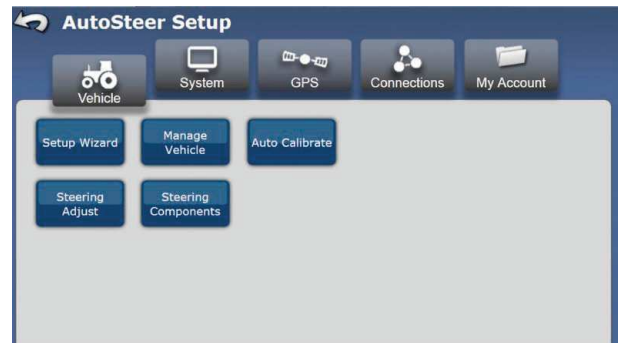 AutoSteer Setup
Vehicle
System
GPS
Connections
My Account
Setup Wizard
Manage
Vehicle
Auto Calibrate
Steering
Adjust
Steering
Components